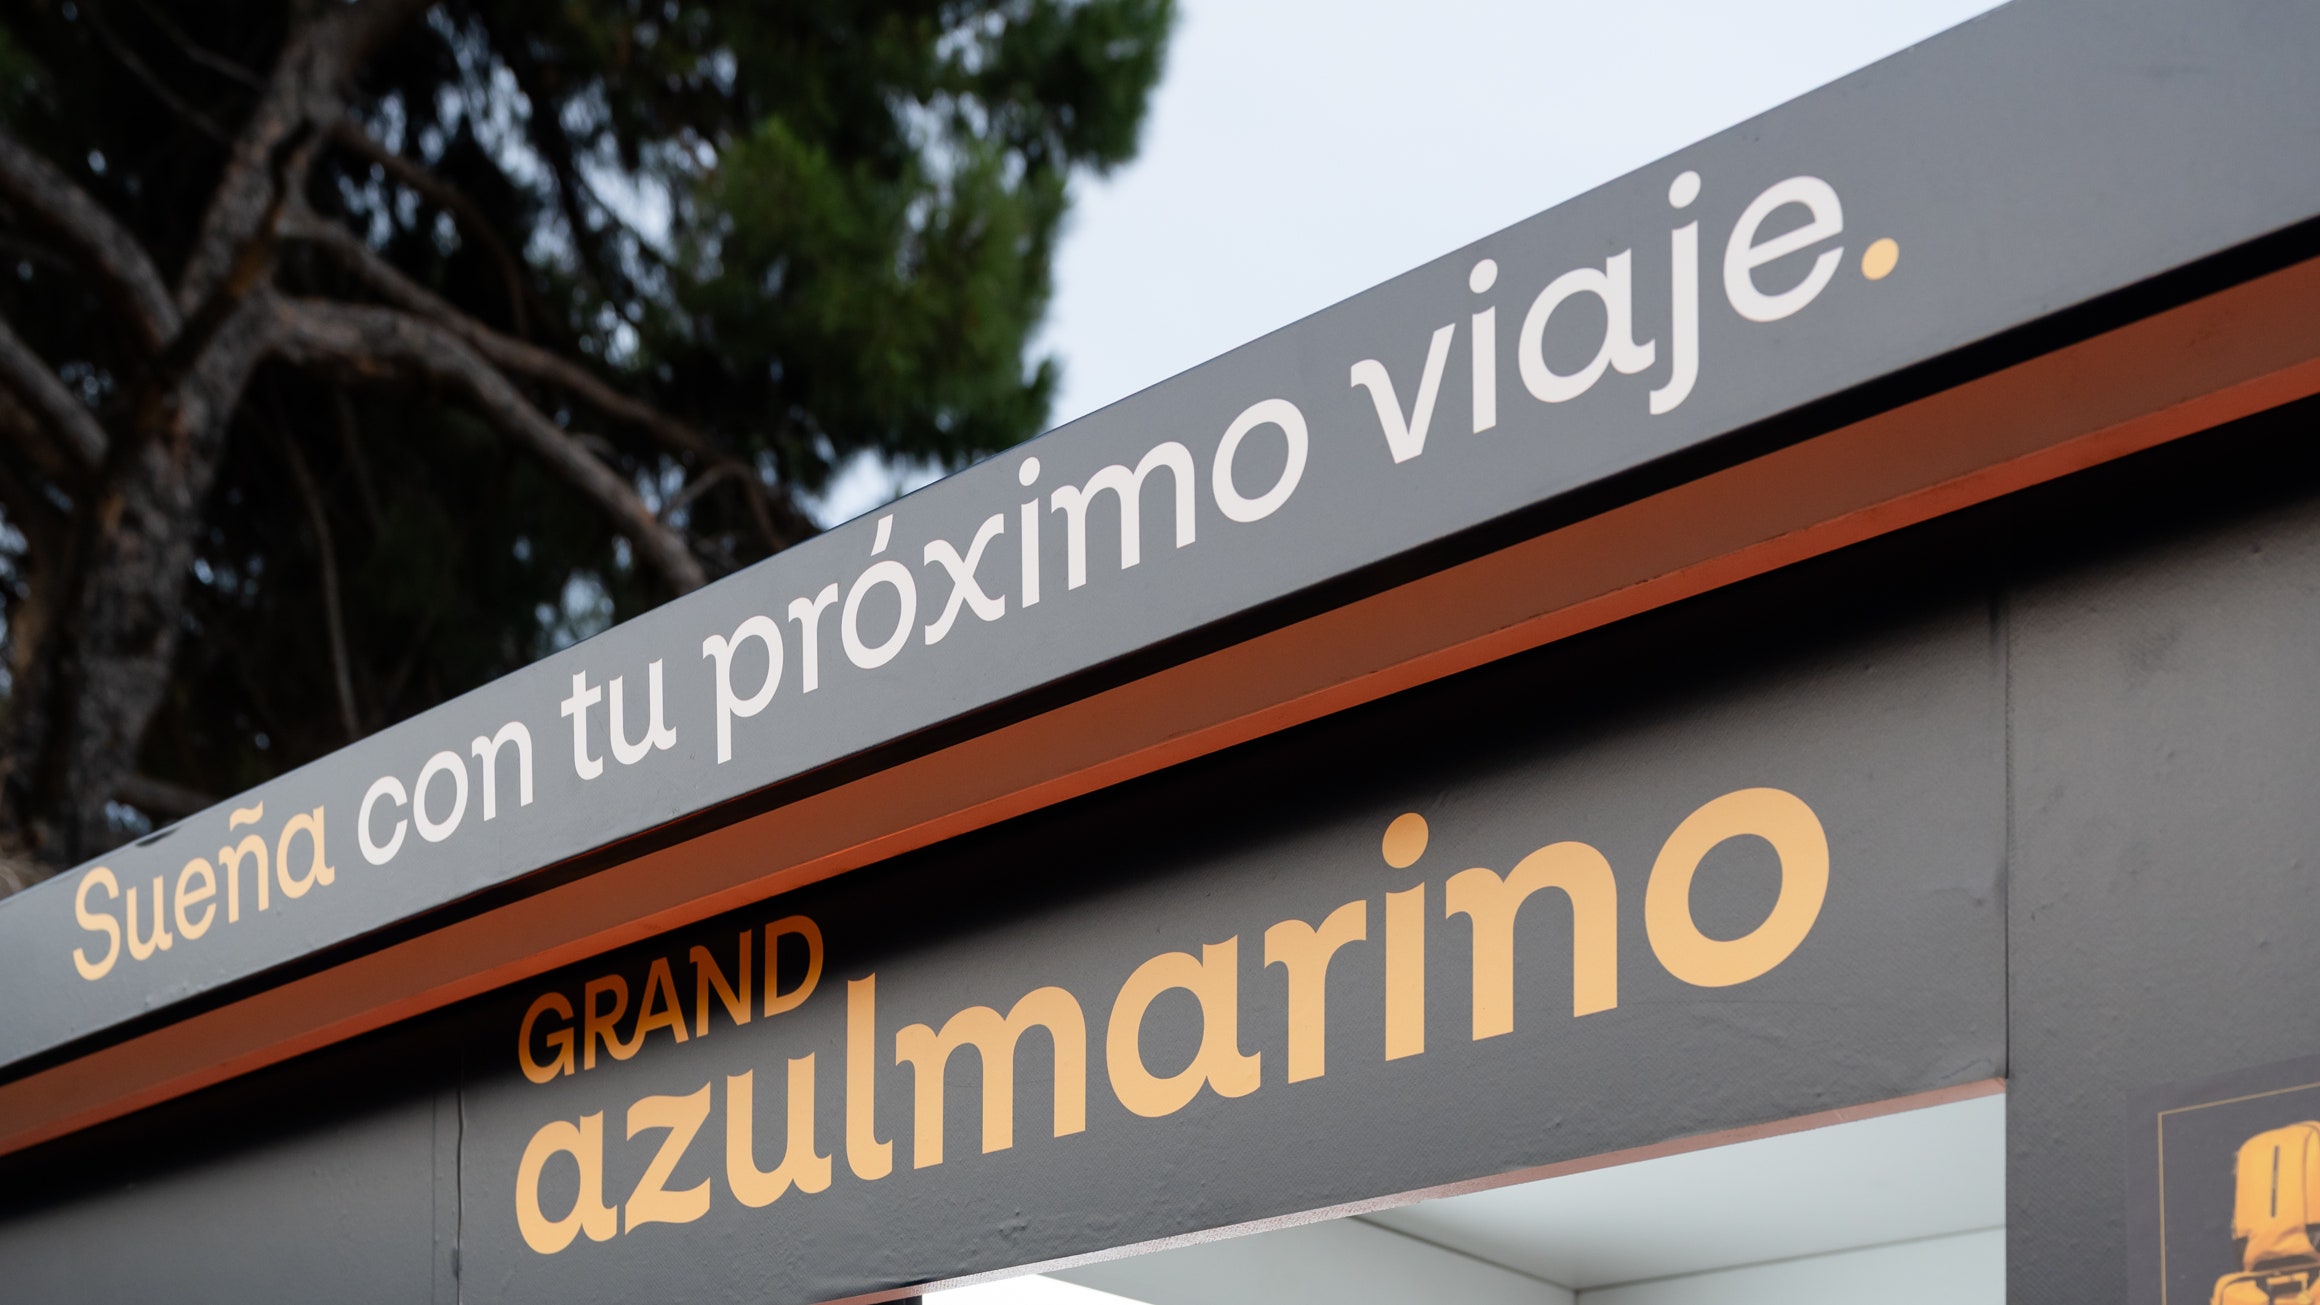 Sueña con tu próximo viaje.
GRAND
azulmarino